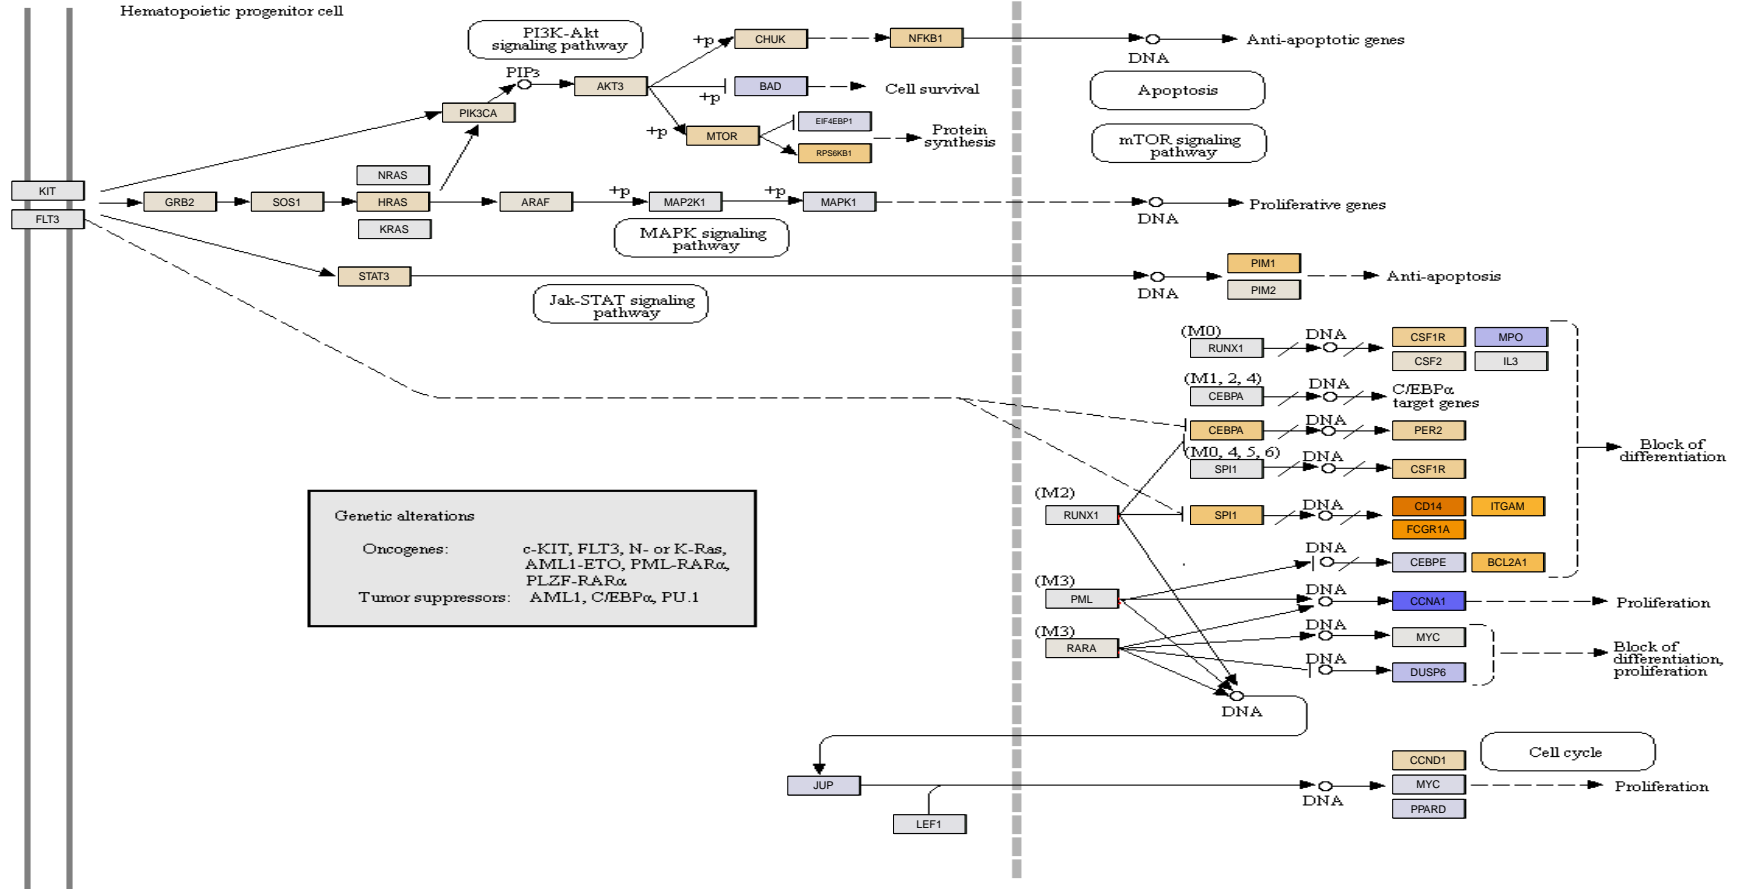 Hematopoietic progenitor cell
PI3K-Akt
signaling pathway
PIP3
+p
CHUK
NFKB1
DNA
Anti-apoptotic genes
AKT3
BAD
+p
Cell survival
Apoptosis
PIK3CA
+p
MTOR
EIF4EBP1
RPS6KB1
Protein
synthesis
mTOR signaling
pathway
KIT
FLT3
NRAS
GRB2
SOS1
HRAS
KRAS
ARAF
+p
MAP2K1
+p
MAPK1
DNA
Proliferative genes
MAPK signaling
pathway
STAT3
Jak-STAT signaling
pathway
DNA
PIM1
PIM2
Anti-apoptosis
(M0)
RUNX1
DNA
CSF1R
MPO
CSF2
IL3
(M1, 2, 4)
CEBPA
DNA
C/EBPα
target genes
CEBPA
DNA
PER2
(M0, 4, 5, 6)
SPI1
DNA
CSF1R
Block of
differentiation
(M2)
RUNX1
SPI1
DNA
CD14
ITGAM
FCGR1A
DNA
CEBPE
BCL2A1
(M3)
PML
DNA
CCNA1
Proliferation
(M3)
RARA
DNA
MYC
DNA
DUSP6
Block of
differentiation,
proliferation
DNA
Genetic alterations
Oncogenes: c-KIT, FLT3, N- or K-Ras,
AML1-ETO, PML-RARα,
PLZF-RARα
Tumor suppressors: AML1, C/EBPα, PU.1
JUP
LEF1
DNA
CCND1
MYC
PPARD
Cell cycle
Proliferation